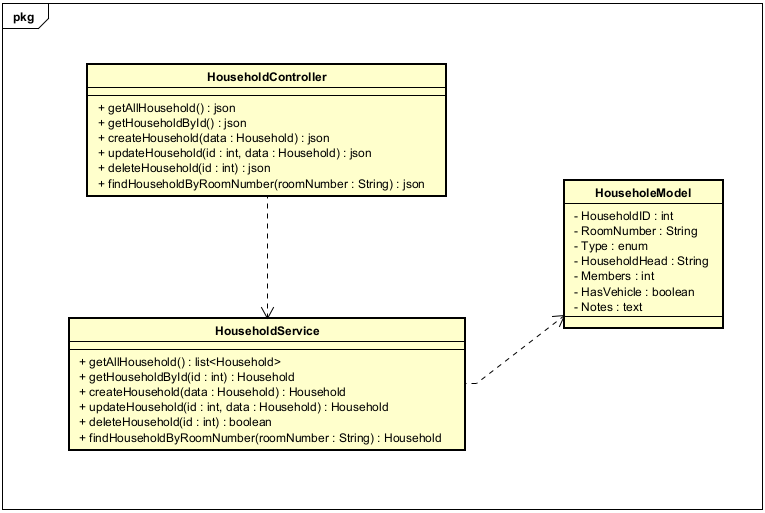 pkg
HouseholdController
+ getAllHousehold() : json
+ getHouseholdById() : json
+ createHousehold(data : Household) : json
+ updateHousehold(id : int, data : Household) : json
+ deleteHousehold(id : int) : json
+ findHouseholdByRoomNumber(roomNumber : String) : json
HouseholeModel
- HouseholdID : int
- RoomNumber : String
- Type : enum
- HouseholdHead : String
- Members : int
- HasVehicle : boolean
- Notes : text
HouseholdService
+ getAllHousehold() : list<Household>
+ getHouseholdById(id : int) : Household
+ createHousehold(data : Household) : Household
+ updateHousehold(id : int, data : Household) : Household
+ deleteHousehold(id : int) : boolean
+ findHouseholdByRoomNumber(roomNumber : String) : Household